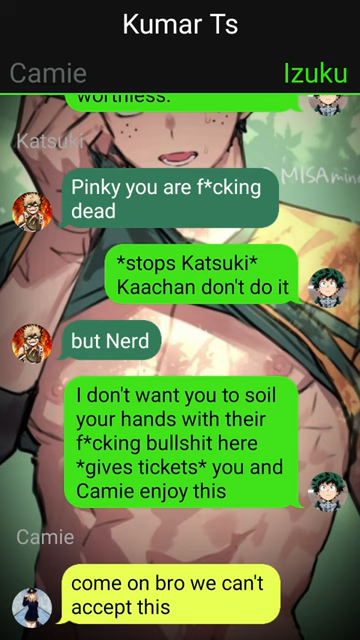 Kumar Ts
Camie
Izuku
worthless.
Katsuki
MISAmine
Pinky you are f*cking
dead
*stops Katsuki*
Kaachan don't do it
but Nerd
I don't want you to soil
your hands with their
f*cking bullshit here
*gives tickets* you and
Camie enjoy this
Camie
come on bro we can't
accept this